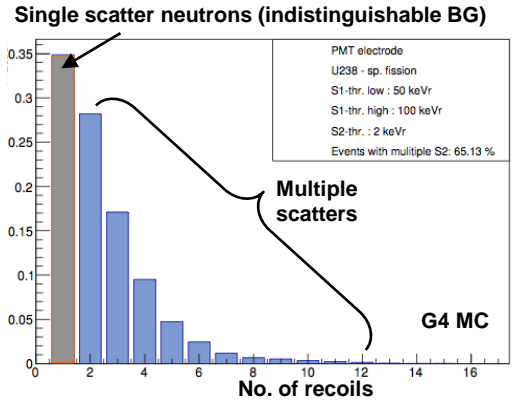 Single scatter neutrons (indistinguishable BG)
PMT electrode
U238 - sp. fission
S1-thr. low : 50 keVr
S1-thr. high : 100 keVr
S2-thr. : 2 keVr
Events with mulitiple S2: 65.13 %
0.35
0.3
0.25
0.2
0.15
0.1
0.05
0
Multiple
scatters
G4 MC
0 2 4 6 8 10 12 14 16
No. of recoils